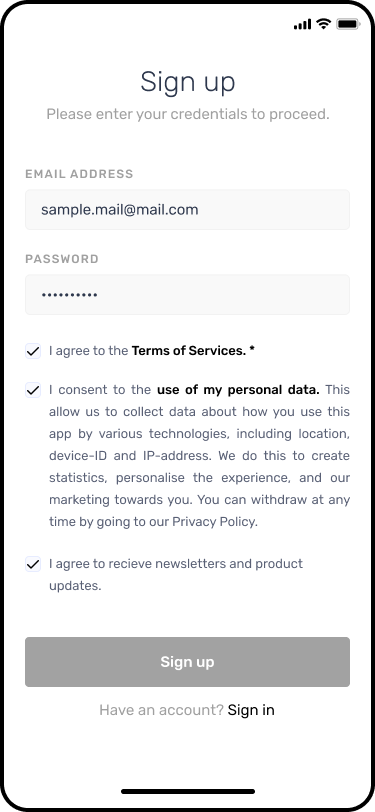 Sign up
Please enter your credentials to proceed.
EMAIL ADDRESS
sample.mail@mail.com
PASSWORD
••••••••••
I agree to the Terms of Services. *
I consent to the use of my personal data. This
allow us to collect data about how you use this
app by various technologies, including location,
device-ID and IP-address. We do this to create
statistics, personalise the experience, and our
marketing towards you. You can withdraw at any
time by going to our Privacy Policy.
I agree to recieve newsletters and product
updates.
Sign up
Have an account? Sign in